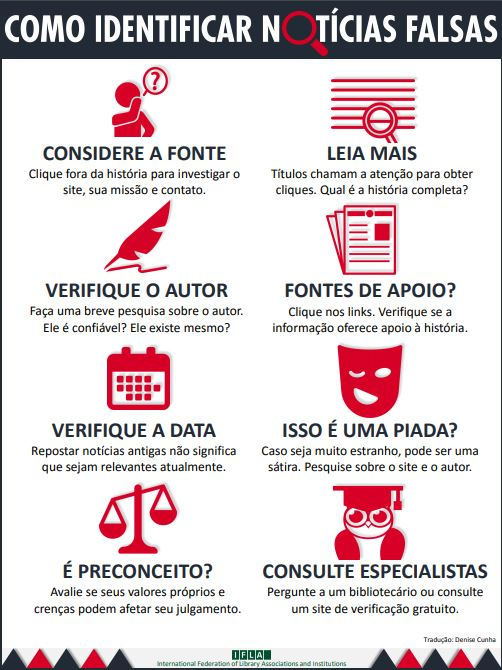 COMO IDENTIFICAR NOTÍCIAS FALSAS
?
CONSIDERE A FONTE
Clique fora da história para investigar o
site, sua missão e contato.
LEIA MAIS
Títulos chamam a atenção para obter
cliques. Qual é a história completa?
VERIFIQUE O AUTOR
Faça uma breve pesquisa sobre o autor.
Ele é confiável? Ele existe mesmo?
FONTES DE APOIO?
Clique nos links. Verifique se a
informação oferece apoio à história.
VERIFIQUE A DATA
Repostar notícias antigas não significa
que sejam relevantes atualmente.
ISSO É UMA PIADA?
Caso seja muito estranho, pode ser uma
sátira. Pesquise sobre o site e o autor.
É PRECONCEITO?
Avalie se seus valores próprios e
crenças podem afetar seu julgamento.
CONSULTE ESPECIALISTAS
Pergunte a um bibliotecário ou consulte
um site de verificação gratuito.
Tradução: Denise Cunha
IFLA
International Federation of Library Associations and Institutions